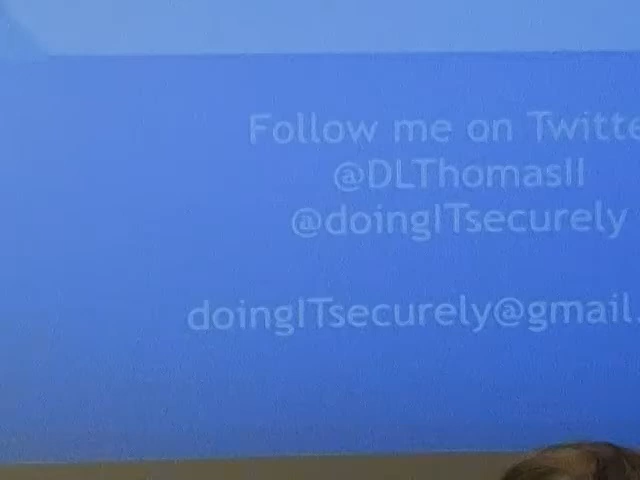 Follow me on Twitte
@DLThomasII
@doingITsecurely
doingITsecurely@gmail.